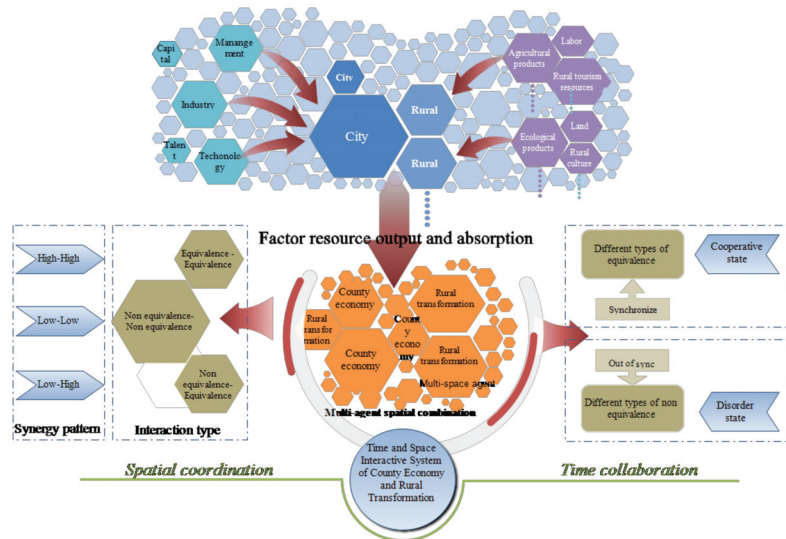 Capi
tal
Manange
ment
Industry
Talen
t
Techonolo
gy
City
City
Rural
Rural
Agricultural
products
Labor
Rural tourism
resources
Ecological
products
Land
Rural
culture
Factor resource output and absorption
High-High
Low-Low
Low-High
Synergy pattern
Equivalence -
Equivalence
Non equivalence-
Non equivalence
Non
equivalence-
Equivalence
Interaction type
County
economy
Rural
transformation
Rural
transfor
mation
Count
y
econo
my
County
economy
Rural
transformation
Multi-space agent
Multi-agent spatial combination
Different types of
equivalence
Cooperative
state
Synchronize
Out of sync
Different types of non
equivalence
Disorder
state
Time and Space
Interactive System
of County Economy
and Rural
Transformation
Spatial coordination
Time collaboration